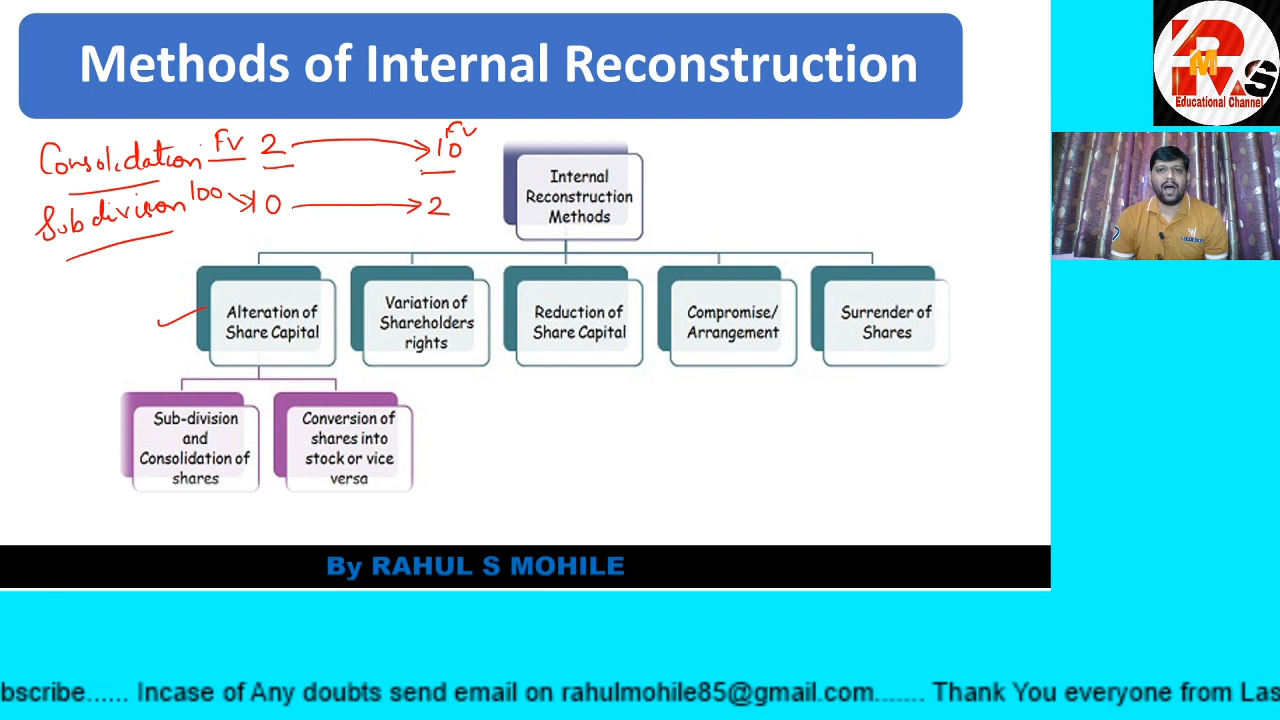 Methods of Internal Reconstruction
Consolidation FV 2 → 10 FV
Subdivision 100 → 10 → 2
Internal
Reconstruction
Methods
Alteration of
Share Capital
Variation of
Shareholders
rights
Reduction of
Share Capital
Compromise/
Arrangement
Surrender of
Shares
Sub-division
and
Consolidation of
shares
Conversion of
shares into
stock or vice
versa
By RAHUL S MOHILE
RMS
Educational Channel
bscribe...... Incase of Any doubts send email on rahulmohile85@gmail.com....... Thank You everyone from Las